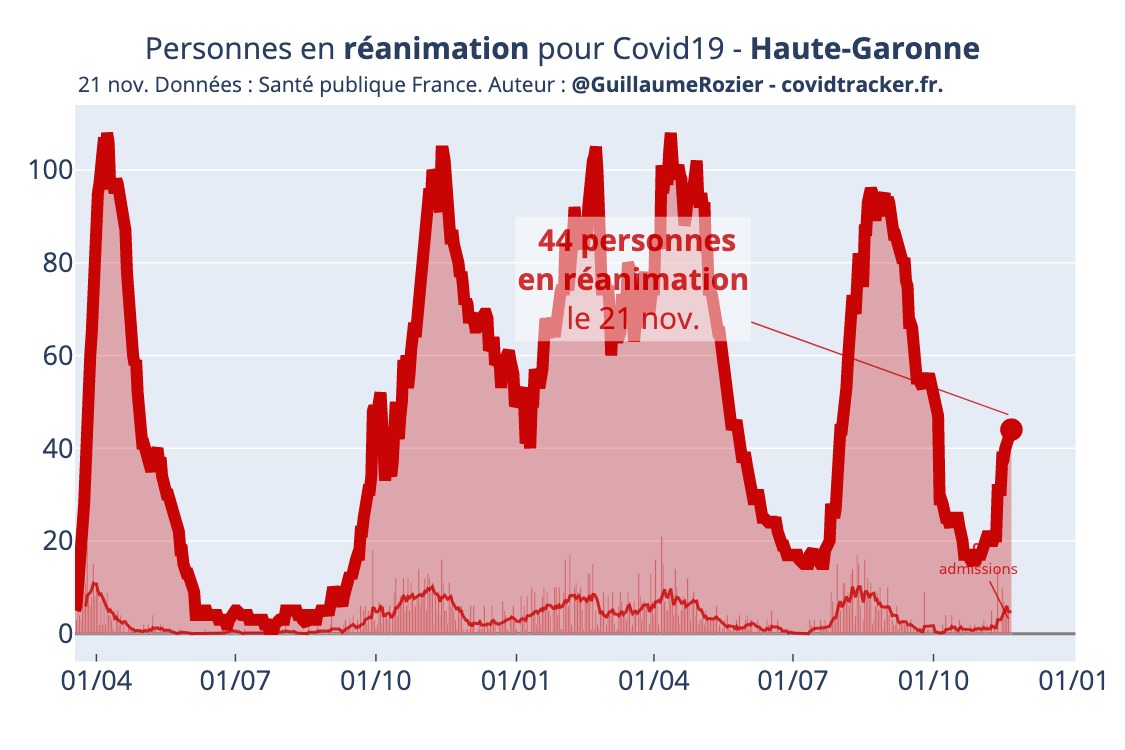 Personnes en réanimation pour Covid19 - Haute-Garonne
21 nov. Données : Santé publique France. Auteur : @GuillaumeRozier - covidtracker.fr.
100
80
60
40
20
0
44 personnes
en réanimation
le 21 nov.
admissions
01/04
01/07
01/10
01/01
01/04
01/07
01/10
01/01